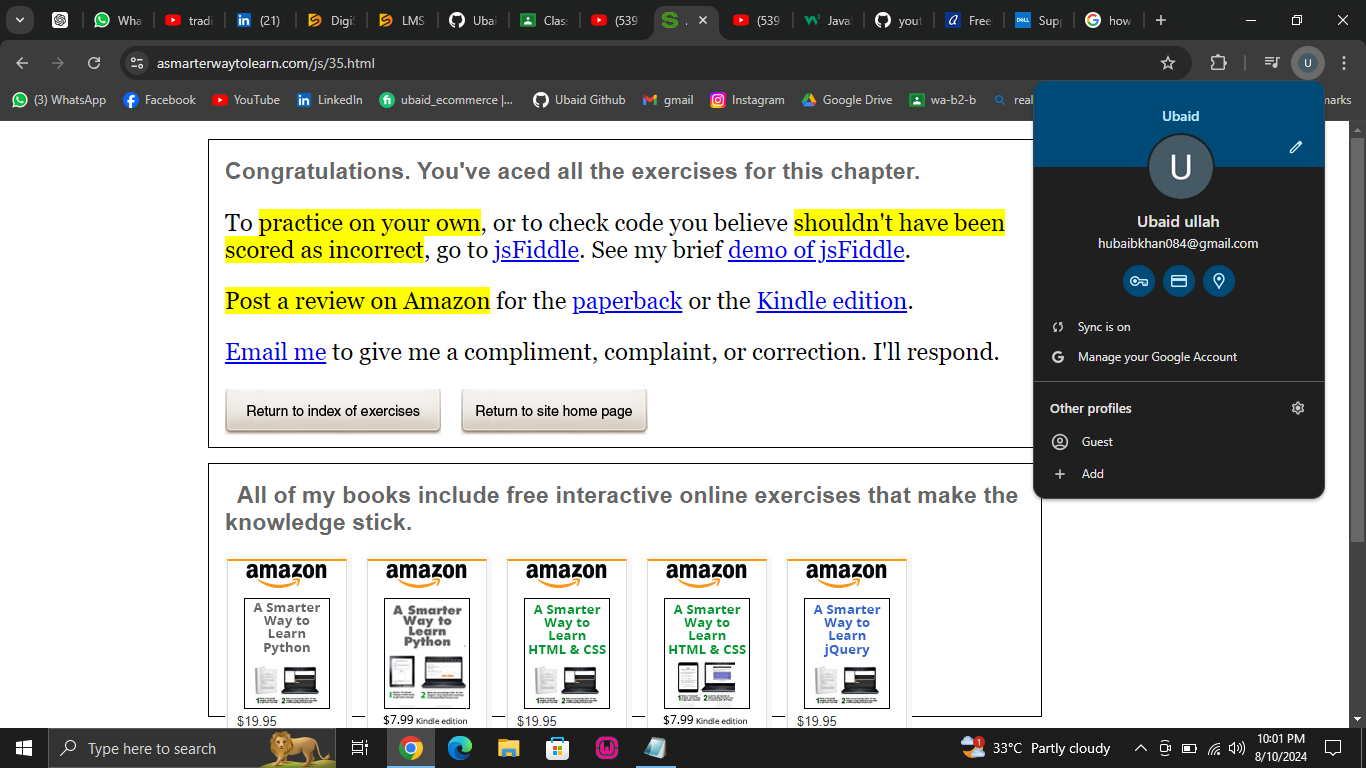 Wha
tradi
(21)
DigiS
LMS
Ubai
Class
(539
(539
Java
yout
Free
DELL
Supp
how
asmarterwaytolearn.com/js/35.html
U
(3) WhatsApp
Facebook
YouTube
LinkedIn
ubaid_ecommerce |...
Ubaid Github
gmail
Instagram
Google Drive
wa-b2-b
real
marks
Ubaid
U
Ubaid ullah
hubaibkhan084@gmail.com
Sync is on
Manage your Google Account
Other profiles
Guest
Add
Congratulations. You've aced all the exercises for this chapter.
To practice on your own, or to check code you believe shouldn't have been
scored as incorrect, go to jsFiddle. See my brief demo of jsFiddle.
Post a review on Amazon for the paperback or the Kindle edition.
Email me to give me a compliment, complaint, or correction. I'll respond.
Return to index of exercises
Return to site home page
All of my books include free interactive online exercises that make the
knowledge stick.
amazon
A Smarter
Way to
Learn
Python
$19.95
amazon
A Smarter
Way to
Learn
Python
$7.99 Kindle edition
amazon
A Smarter
Way to
Learn
HTML & CSS
$19.95
amazon
A Smarter
Way to
Learn
HTML & CSS
$7.99 Kindle edition
amazon
A Smarter
Way to
Learn
jQuery
$19.95
Type here to search
1
33°C Partly cloudy
10:01 PM
8/10/2024